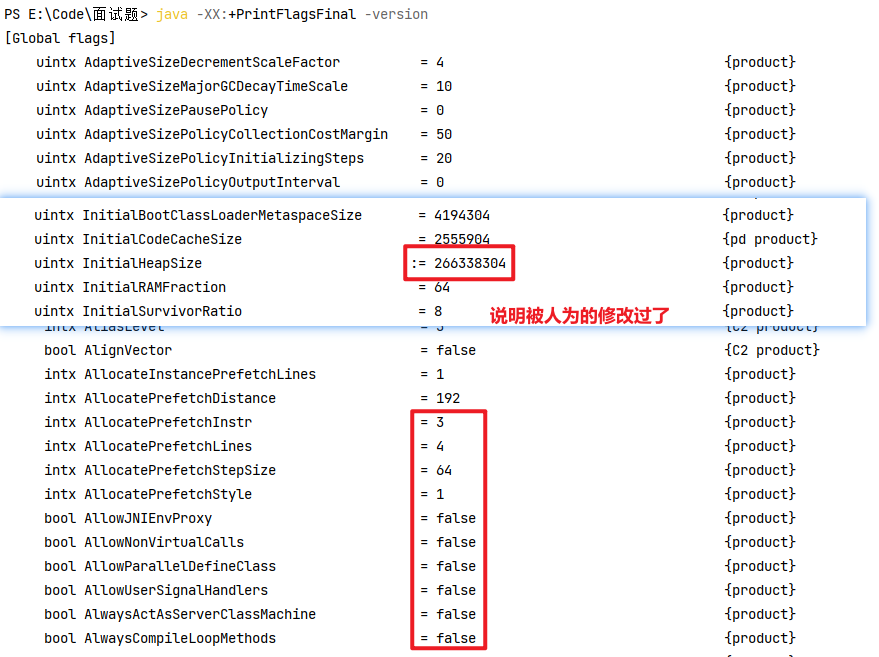 PS E:\Code\面试题> java -XX:+PrintFlagsFinal -version
[Global flags]
uintx AdaptiveSizeDecrementScaleFactor = 4 {product}
uintx AdaptiveSizeMajorGCDecayTimeScale = 10 {product}
uintx AdaptiveSizePausePolicy = 0 {product}
uintx AdaptiveSizePolicyCollectionCostMargin = 50 {product}
uintx AdaptiveSizePolicyInitializingSteps = 20 {product}
uintx AdaptiveSizePolicyOutputInterval = 0 {product}
uintx InitialBootClassLoaderMetaspaceSize = 4194304 {product}
uintx InitialCodeCacheSize = 2555904 {pd product}
uintx InitialHeapSize := 266338304 {product}
uintx InitialRAMFraction = 64 {product}
uintx InitialSurvivorRatio = 8 {product}
说明被人为的修改过了
intx AliasLevel = 3 {C2 product}
bool AlignVector = false {C2 product}
intx AllocateInstancePrefetchLines = 1 {product}
intx AllocatePrefetchDistance = 192 {product}
intx AllocatePrefetchInstr = 3 {product}
intx AllocatePrefetchLines = 4 {product}
intx AllocatePrefetchStepSize = 64 {product}
intx AllocatePrefetchStyle = 1 {product}
bool AllowJNIEnvProxy = false {product}
bool AllowNonVirtualCalls = false {product}
bool AllowParallelDefineClass = false {product}
bool AllowUserSignalHandlers = false {product}
bool AlwaysActAsServerClassMachine = false {product}
bool AlwaysCompileLoopMethods = false {product}